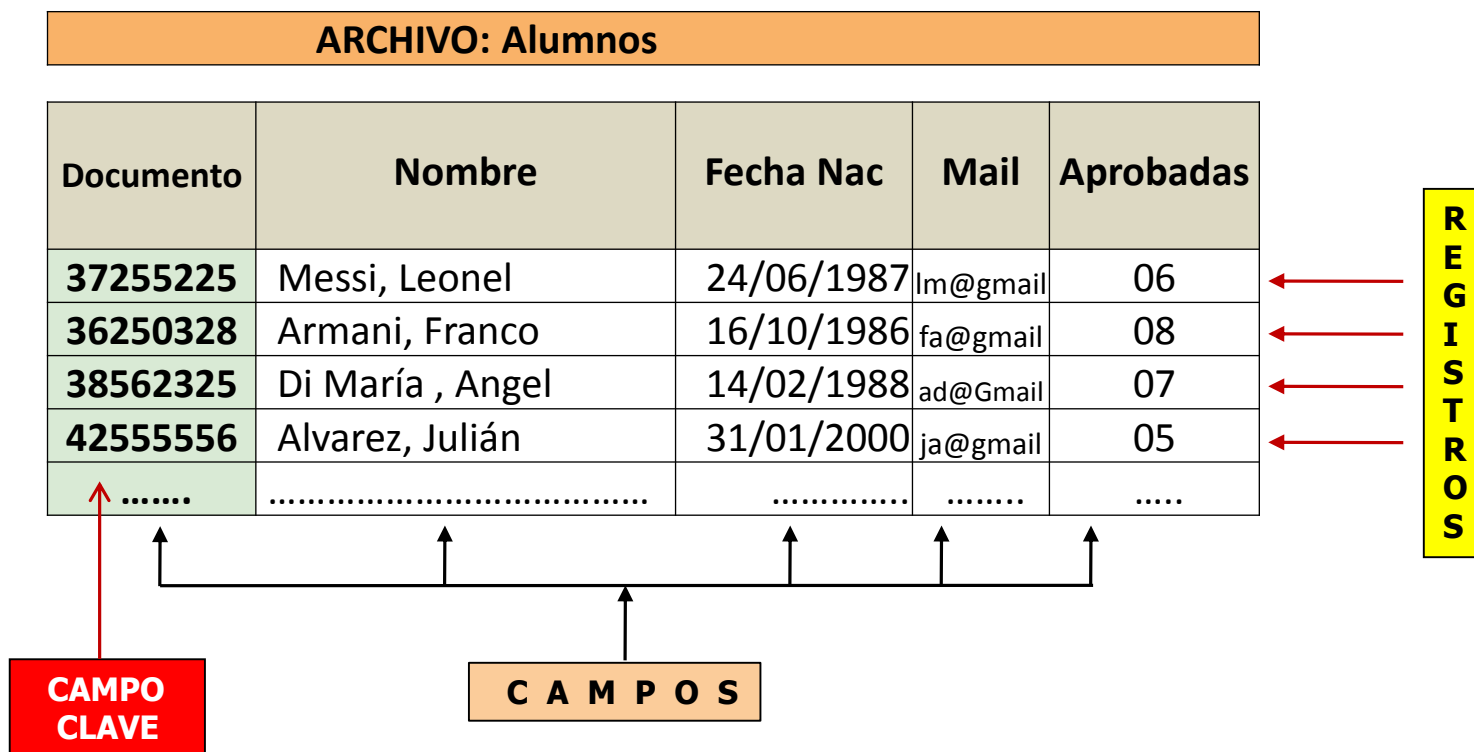 ARCHIVO: Alumnos
Documento Nombre Fecha Nac Mail Aprobadas
37255225 Messi, Leonel 24/06/1987 lm@gmail 06
36250328 Armani, Franco 16/10/1986 fa@gmail 08
38562325 Di María , Angel 14/02/1988 ad@Gmail 07
42555556 Alvarez, Julián 31/01/2000 ja@gmail 05
....... ...................................... .............. ........ .....
R
E
G
I
S
T
R
O
S
CAMPO
CLAVE
C A M P O S